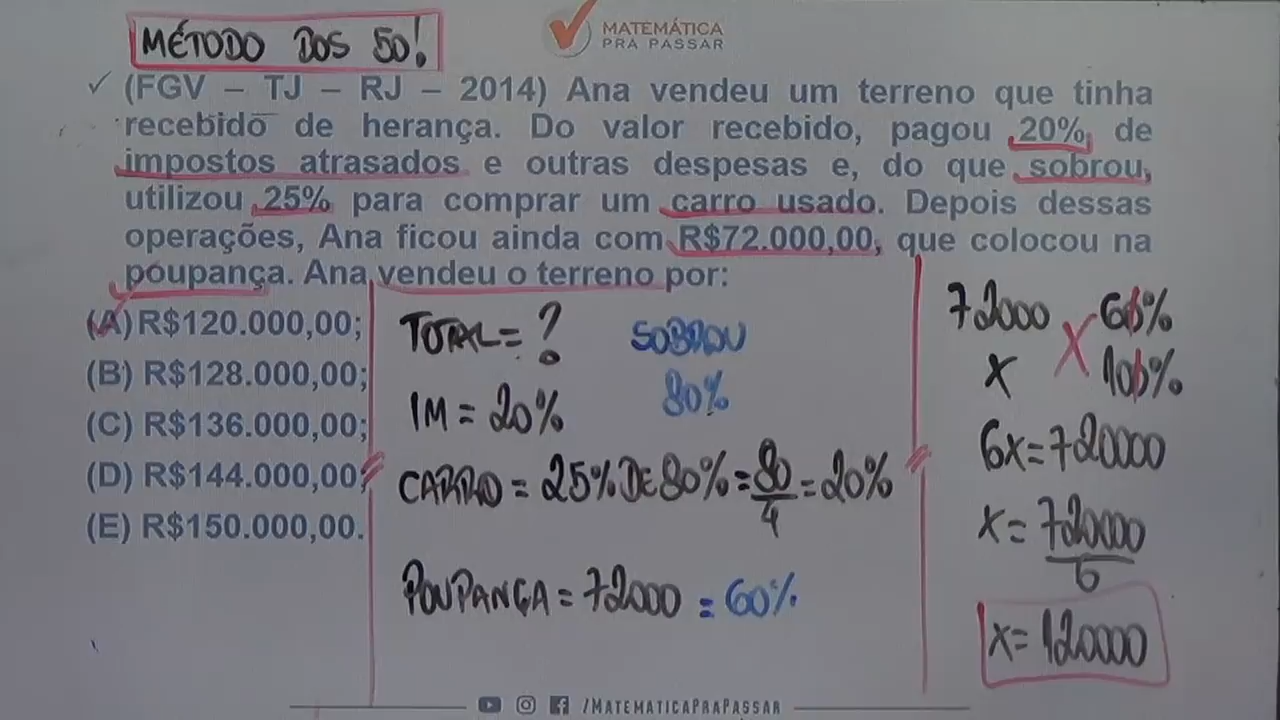 MÉTODO DOS 50!
MATEMÁTICA
PRA PASSAR
(FGV – TJ – RJ – 2014) Ana vendeu um terreno que tinha
recebido de herança. Do valor recebido, pagou 20% de
impostos atrasados e outras despesas e, do que sobrou,
utilizou 25% para comprar um carro usado. Depois dessas
operações, Ana ficou ainda com R$72.000,00, que colocou na
poupança. Ana vendeu o terreno por:
(A) R$120.000,00;
(B) R$128.000,00;
(C) R$136.000,00;
(D) R$144.000,00;
(E) R$150.000,00.
TOTAL = ?
SOBROU
IM = 20%
80%
CARRO = 25% DE 80% = 80/4 = 20%
POUPANÇA = 72000 = 60%
72000 60%
x 100%
6x = 720000
x = 720000/6
x = 120000
/MATEMATICAPRAPASSAR